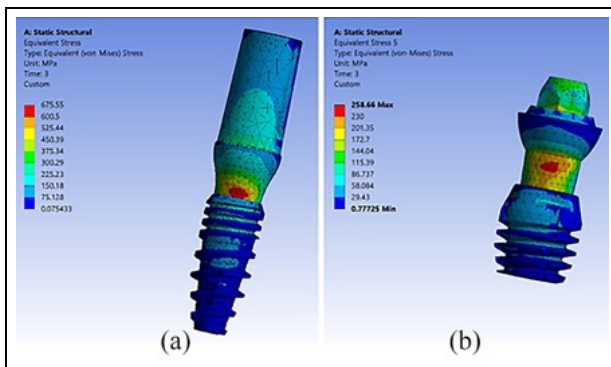 A: Static Structural
Equivalent Stress
Type: Equivalent (von Mises) Stress
Unit: MPa
Time: 3
Custom
675.55
600.5
525.44
450.39
375.34
300.29
225.23
150.18
75.128
0.075433
(a)
A: Static Structural
Equivalent Stress 5
Type: Equivalent (von-Mises) Stress
Unit: MPa
Time: 3
Custom
258.66 Max
230
201.35
172.7
144.04
115.39
86.737
58.084
29.43
0.77725 Min
(b)